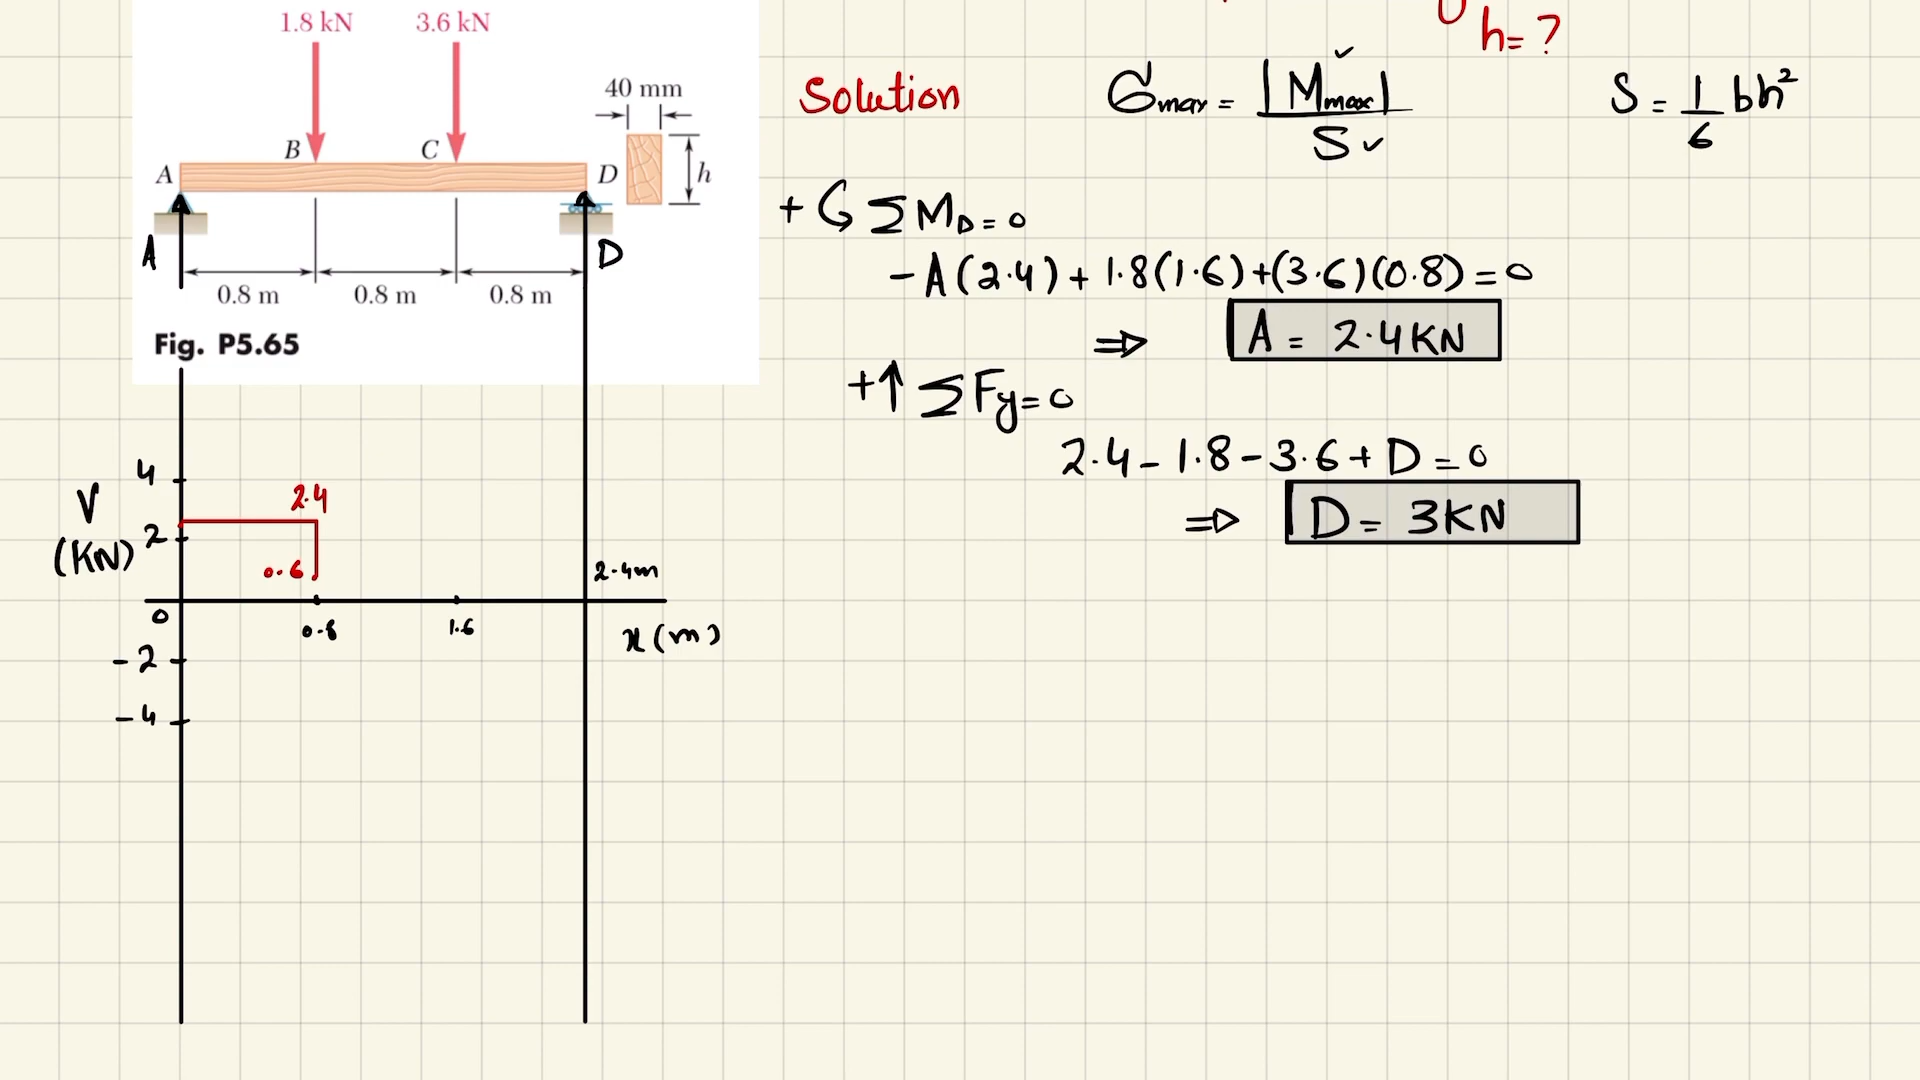 1.8 kN 3.6 kN
40 mm
B C
A D h
A D
0.8 m 0.8 m 0.8 m
Fig. P5.65
h= ?
Solution σmax = |Mmax| / S S = 1/6 bh²
+ ↺ ΣM_D = 0
-A(2.4) + 1.8(1.6)+(3.6)(0.8) = 0
⇒ A = 2.4KN
+↑ ΣFy = 0
2.4 - 1.8 - 3.6 + D = 0
⇒ D = 3KN
V
(KN)
4
2
0
-2
-4
2.4
0.6
2.4m
0.8 1.6
x (m)